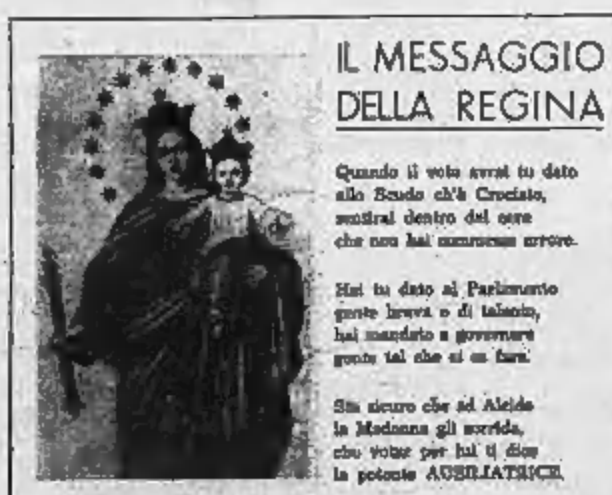 IL MESSAGGIO
DELLA REGINA
Quando il voto avrai tu dato
allo Scudo ch'è Crociato,
sentirai dentro del core
che non hai commesso errore.
Hai tu dato al Parlamento
gente brava e di talento,
hai mandato a governare
gente tal che ci sa fare.
Sta sicuro che ad Alcide
la Madonna gli sorride,
che votar per lui ti dice
la potente AUSILIATRICE.